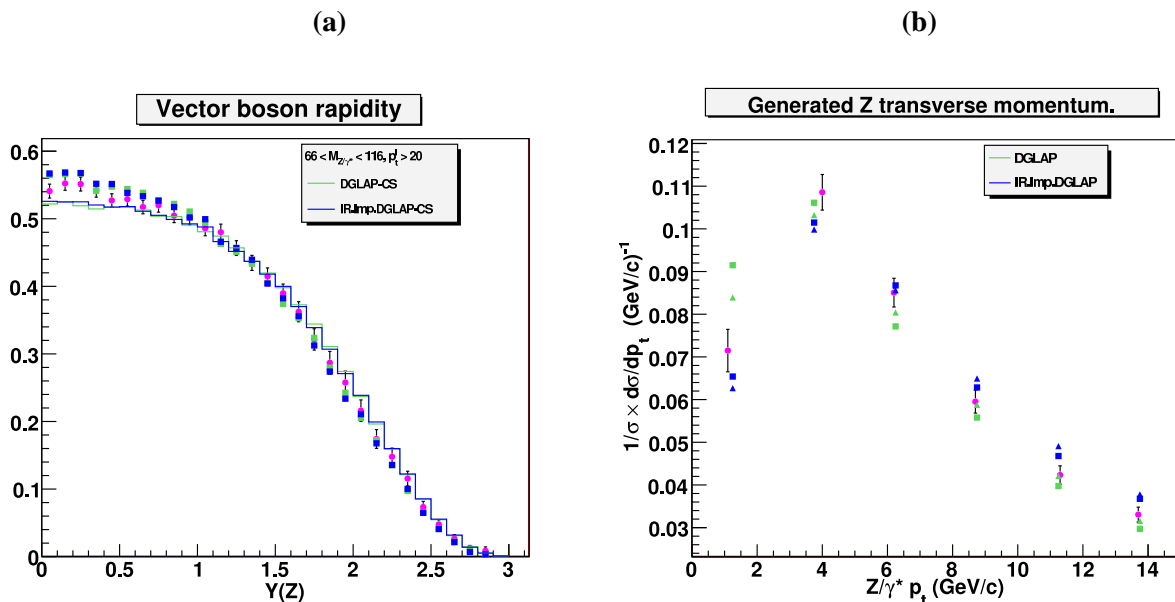 (a)
(b)
Vector boson rapidity
66 < M_{Z/γ*} < 116, p_t^l > 20
DGLAP-CS
IR.Imp.DGLAP-CS
0.6
0.5
0.4
0.3
0.2
0.1
0
0 0.5 1 1.5 2 2.5 3
Y(Z)
Generated Z transverse momentum.
DGLAP
IR.Imp.DGLAP
0.12
0.11
0.1
0.09
0.08
0.07
0.06
0.05
0.04
0.03
1/σ × dσ/dp_t (GeV/c)^{-1}
0 2 4 6 8 10 12 14
Z/γ* p_t (GeV/c)